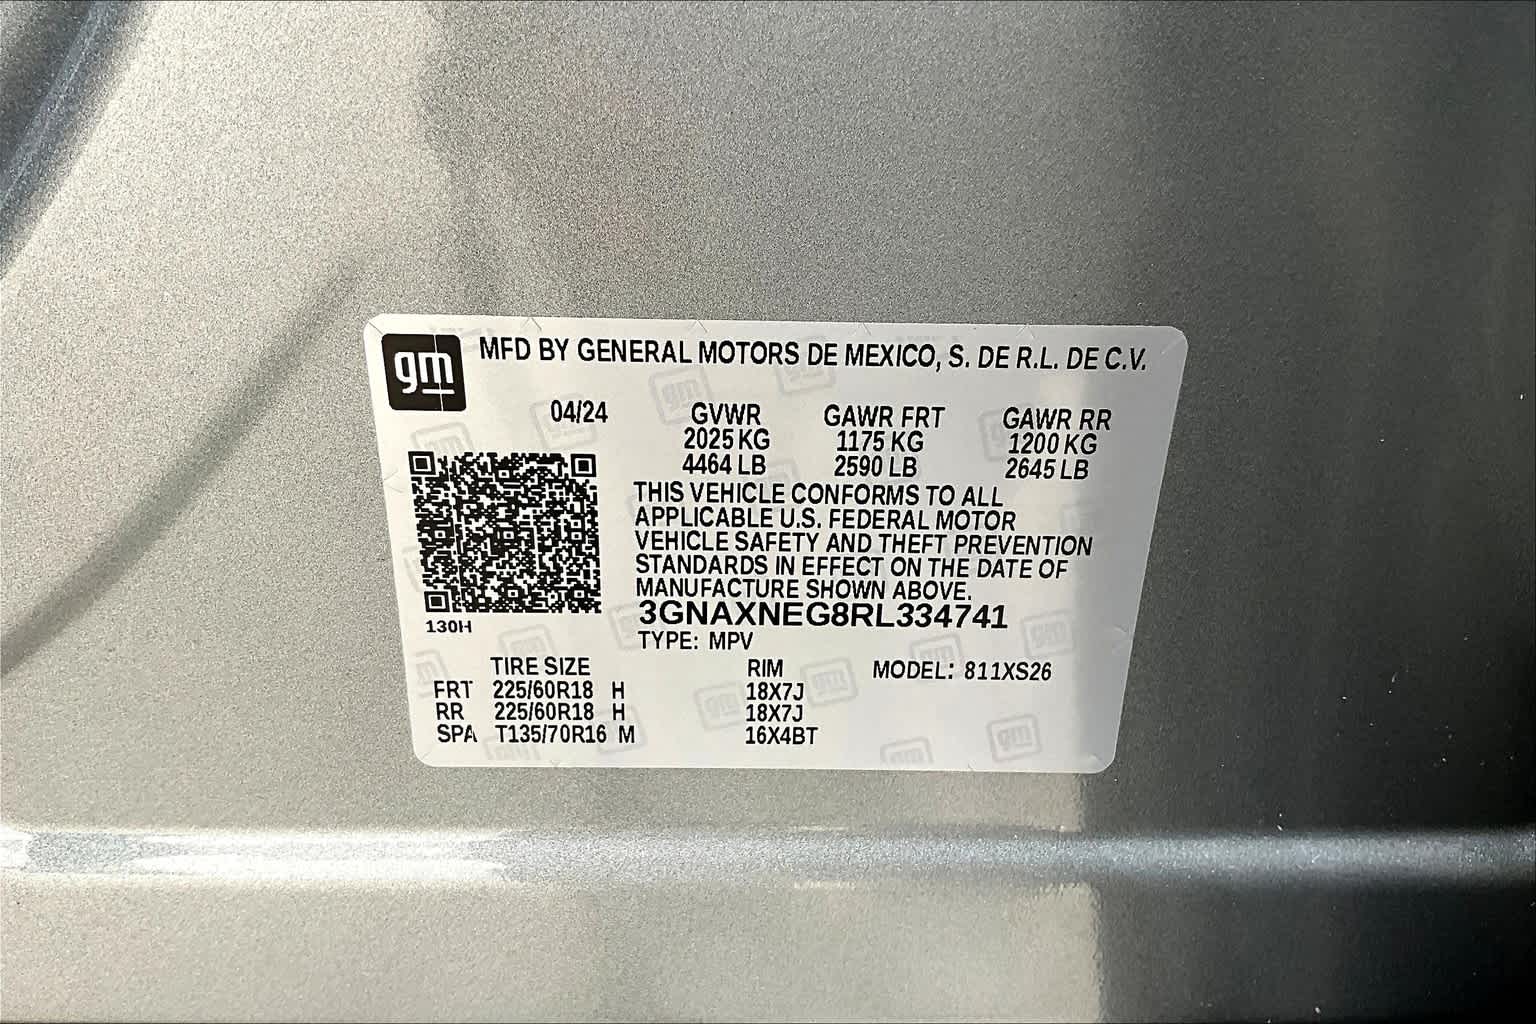 gm MFD BY GENERAL MOTORS DE MEXICO, S. DE R.L. DE C.V.
04/24 GVWR GAWR FRT GAWR RR
2025 KG 1175 KG 1200 KG
4464 LB 2590 LB 2645 LB
THIS VEHICLE CONFORMS TO ALL
APPLICABLE U.S. FEDERAL MOTOR
VEHICLE SAFETY AND THEFT PREVENTION
STANDARDS IN EFFECT ON THE DATE OF
MANUFACTURE SHOWN ABOVE.
3GNAXNEG8RL334741
130H
TYPE: MPV
TIRE SIZE RIM MODEL: 811XS26
FRT 225/60R18 H 18X7J
RR 225/60R18 H 18X7J
SPA T135/70R16 M 16X4BT